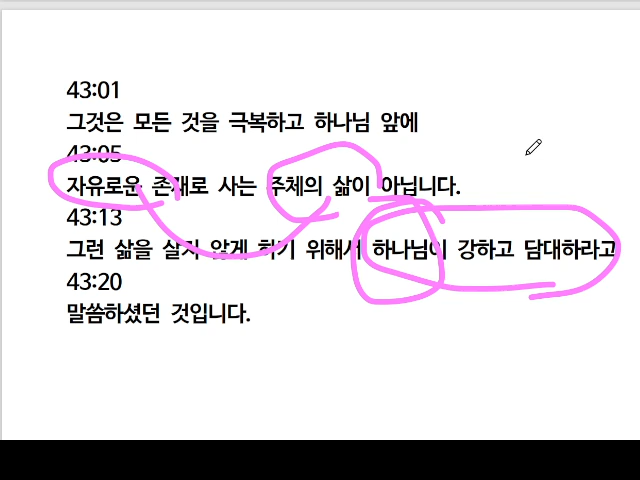 43:01
그것은 모든 것을 극복하고 하나님 앞에
43:05
자유로운 존재로 사는 주체의 삶이 아닙니다.
43:13
그런 삶을 살지 않게 하기 위해서 하나님이 강하고 담대하라고
43:20
말씀하셨던 것입니다.